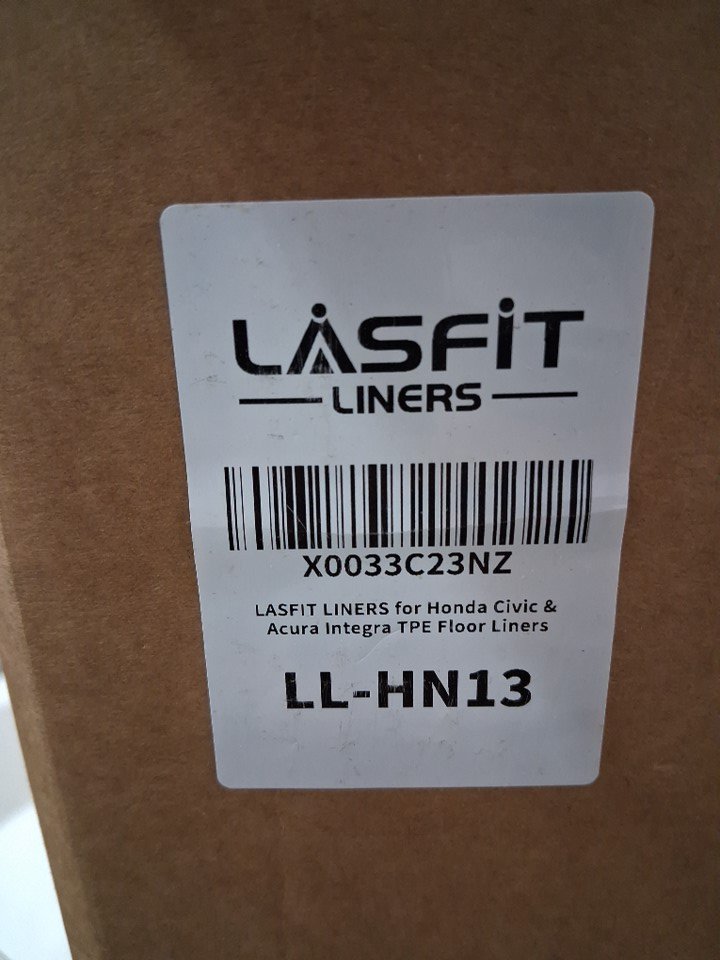 LASFIT
LINERS
X0033C23NZ
LASFIT LINERS for Honda Civic &
Acura Integra TPE Floor Liners
LL-HN13